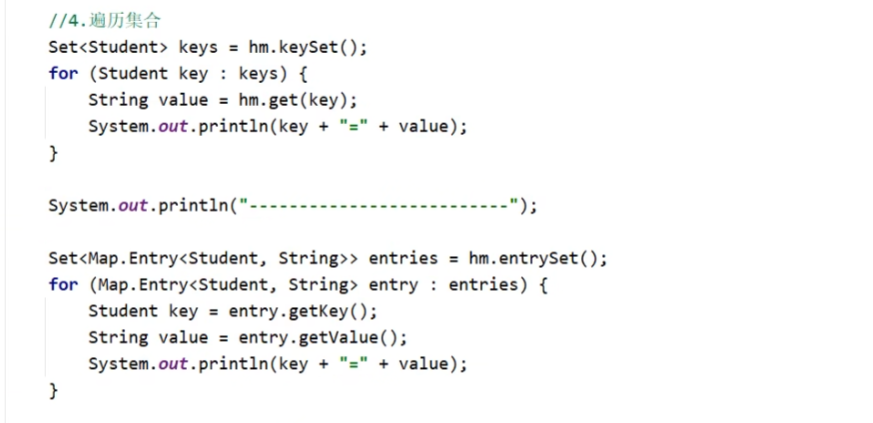 //4.遍历集合
Set<Student> keys = hm.keySet();
for (Student key : keys) {
    String value = hm.get(key);
    System.out.println(key + "=" + value);
}
System.out.println("--------------------------");
Set<Map.Entry<Student, String>> entries = hm.entrySet();
for (Map.Entry<Student, String> entry : entries) {
    Student key = entry.getKey();
    String value = entry.getValue();
    System.out.println(key + "=" + value);
}